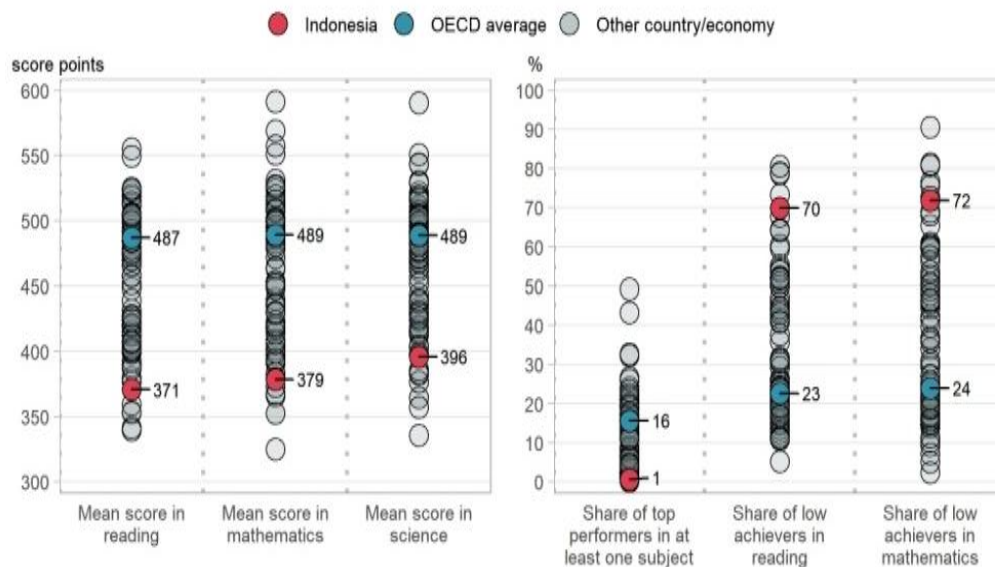 Indonesia OECD average Other country/economy
score points
600
550
500
450
400
350
300
487
371
489
379
489
396
Mean score in
reading
Mean score in
mathematics
Mean score in
science
%
100
90
80
70
60
50
40
30
20
10
0
16
1
70
23
72
24
Share of top
performers in at
least one subject
Share of low
achievers in
reading
Share of low
achievers in
mathematics